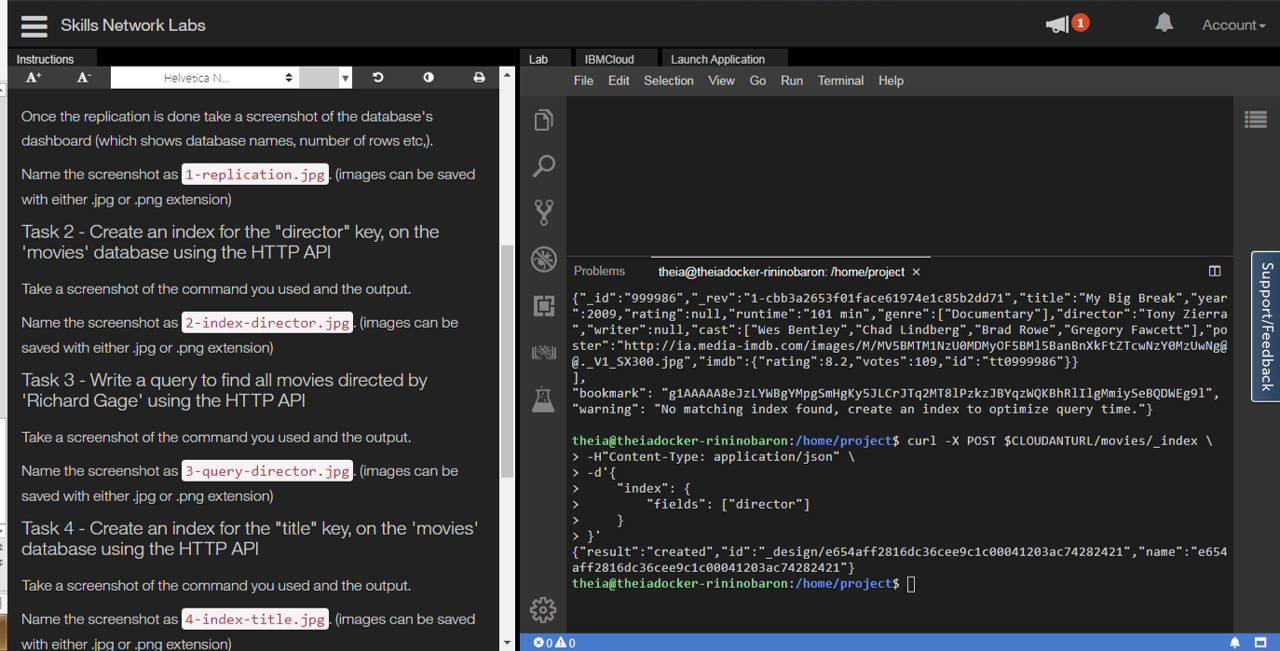 Skills Network Labs
1
Account
Instructions
Lab
IBMCloud
Launch Application
A+
A-
Helvetica N...
File Edit Selection View Go Run Terminal Help
Once the replication is done take a screenshot of the database's
dashboard (which shows database names, number of rows etc,).
Name the screenshot as 1-replication.jpg. (images can be saved
with either .jpg or .png extension)
Task 2 - Create an index for the "director" key, on the
'movies' database using the HTTP API
Take a screenshot of the command you used and the output.
Name the screenshot as 2-index-director.jpg. (images can be
saved with either .jpg or .png extension)
Task 3 - Write a query to find all movies directed by
'Richard Gage' using the HTTP API
Take a screenshot of the command you used and the output.
Name the screenshot as 3-query-director.jpg. (images can be
saved with either .jpg or .png extension)
Task 4 - Create an index for the "title" key, on the 'movies'
database using the HTTP API
Take a screenshot of the command you used and the output.
Name the screenshot as 4-index-title.jpg. (images can be
saved with either .jpg or .png extension)
Problems
theia@theiadocker-rininobaron: /home/project ×
{"_id":"999986","_rev":"1-cbb3a2653f01face61974e1c85b2dd71","title":"My Big Break","year
":2009,"rating":null,"runtime":"101 min","genre":["Documentary"],"director":"Tony Zierra
","writer":null,"cast":["Wes Bentley","Chad Lindberg","Brad Rowe","Gregory Fawcett"],"po
ster":"http://ia.media-imdb.com/images/M/MV5BMTM1NzU0MDMyOF5BMl5BanBnXkFtZTcwNzY0MzUwNg@
@._V1_SX300.jpg","imdb":{"rating":8.2,"votes":109,"id":"tt0999986"}}
],
"bookmark": "g1AAAAA8eJzLYWBgYMpgSmHgKy5JLCrJTq2MT8lPzkzJBYqzWQKBhRlIlgMmiySeBQDWEg9l",
"warning": "No matching index found, create an index to optimize query time."}
theia@theiadocker-rininobaron:/home/project$ curl -X POST $CLOUDANTURL/movies/_index \
> -H"Content-Type: application/json" \
> -d'{
> "index": {
> "fields": ["director"]
> }
> }'
{"result":"created","id":"_design/e654aff2816dc36cee9c1c00041203ac74282421","name":"e654
aff2816dc36cee9c1c00041203ac74282421"}
theia@theiadocker-rininobaron:/home/project$
Support/Feedback
0 0